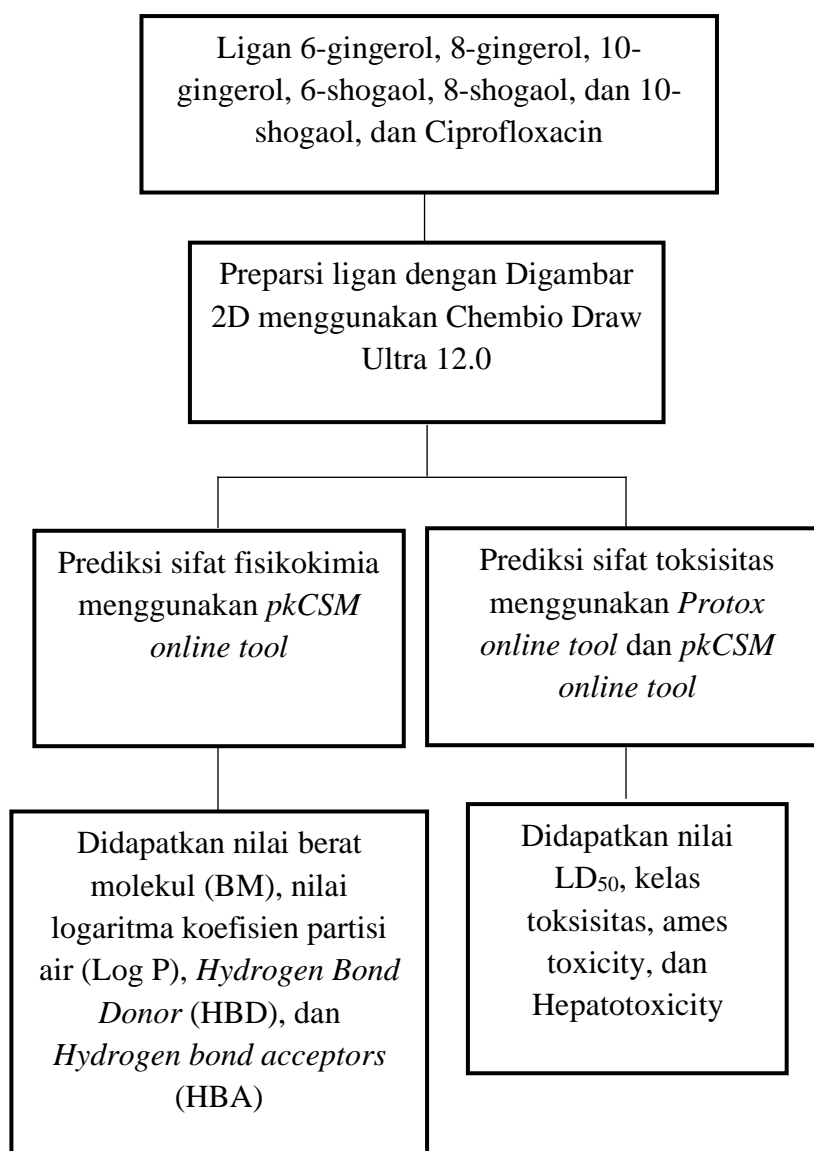 Ligan 6-gingerol, 8-gingerol, 10-
gingerol, 6-shogaol, 8-shogaol, dan 10-
shogaol, dan Ciprofloxacin
Preparsi ligan dengan Digambar
2D menggunakan Chembio Draw
Ultra 12.0
Prediksi sifat fisikokimia
menggunakan pkCSM
online tool
Prediksi sifat toksisitas
menggunakan Protox
online tool dan pkCSM
online tool
Didapatkan nilai berat
molekul (BM), nilai
logaritma koefisien partisi
air (Log P), Hydrogen Bond
Donor (HBD), dan
Hydrogen bond acceptors
(HBA)
Didapatkan nilai
LD50, kelas
toksisitas, ames
toxicity, dan
Hepatotoxicity